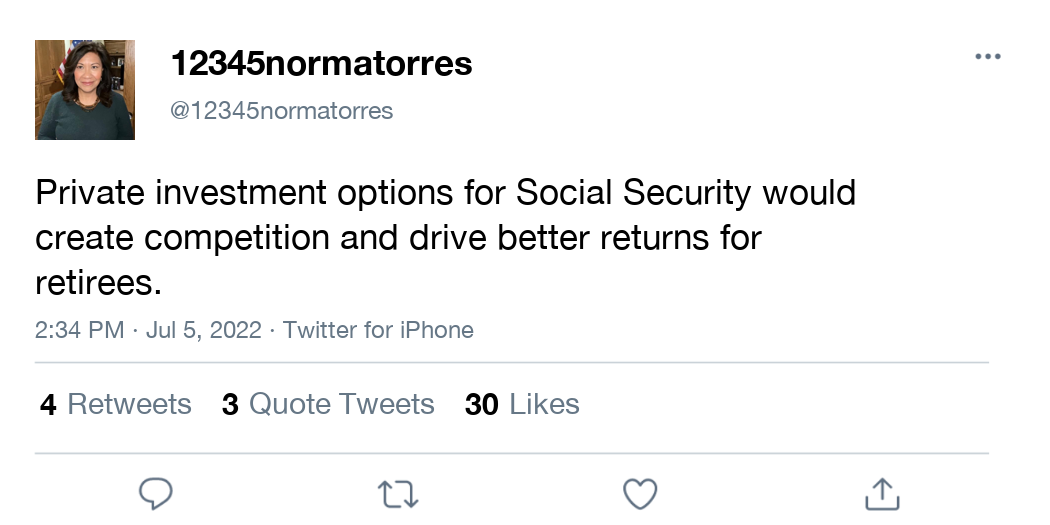 12345normatorres
@12345normatorres
Private investment options for Social Security would
create competition and drive better returns for
retirees.
2:34 PM · Jul 5, 2022 · Twitter for iPhone
4 Retweets 3 Quote Tweets 30 Likes